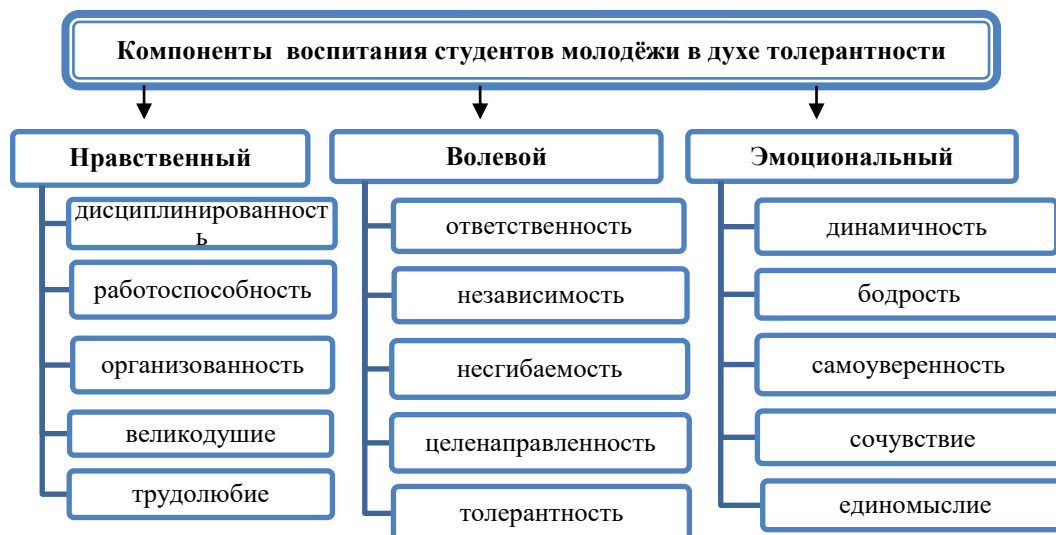 Компоненты воспитания студентов молодёжи в духе толерантности
Нравственный
дисциплинированност
ь
работоспособность
организованность
великодушие
трудолюбие
Волевой
ответственность
независимость
несгибаемость
целенаправленность
толерантность
Эмоциональный
динамичность
бодрость
самоуверенность
сочувствие
единомыслие